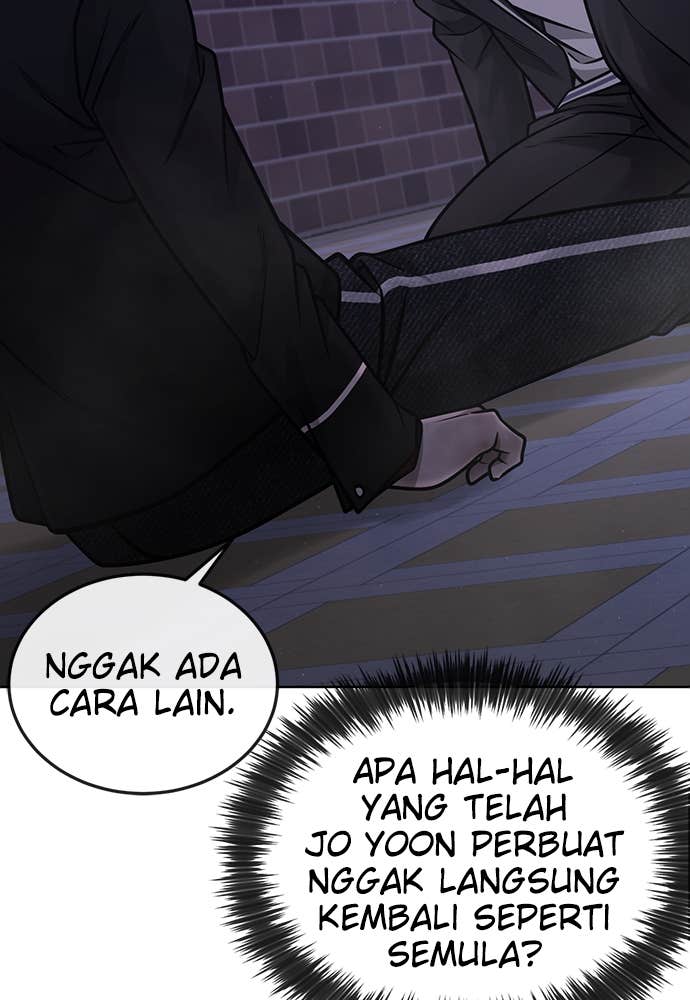 NGGAK ADA
CARA LAIN.
APA HAL-HAL
YANG TELAH
JO YOON PERBUAT
NGGAK LANGSUNG
KEMBALI SEPERTI
SEMULA?